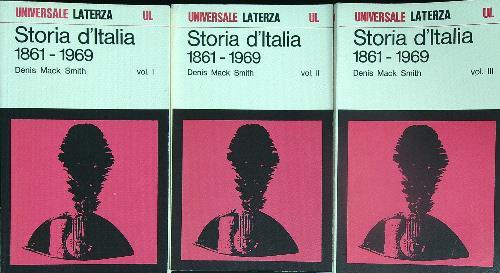 UNIVERSALE LATERZA UL
Storia d'Italia
1861 - 1969
Denis Mack Smith vol. I
UNIVERSALE LATERZA UL
Storia d'Italia
1861 - 1969
Denis Mack Smith vol. II
UNIVERSALE LATERZA UL
Storia d'Italia
1861 - 1969
Denis Mack Smith vol. III